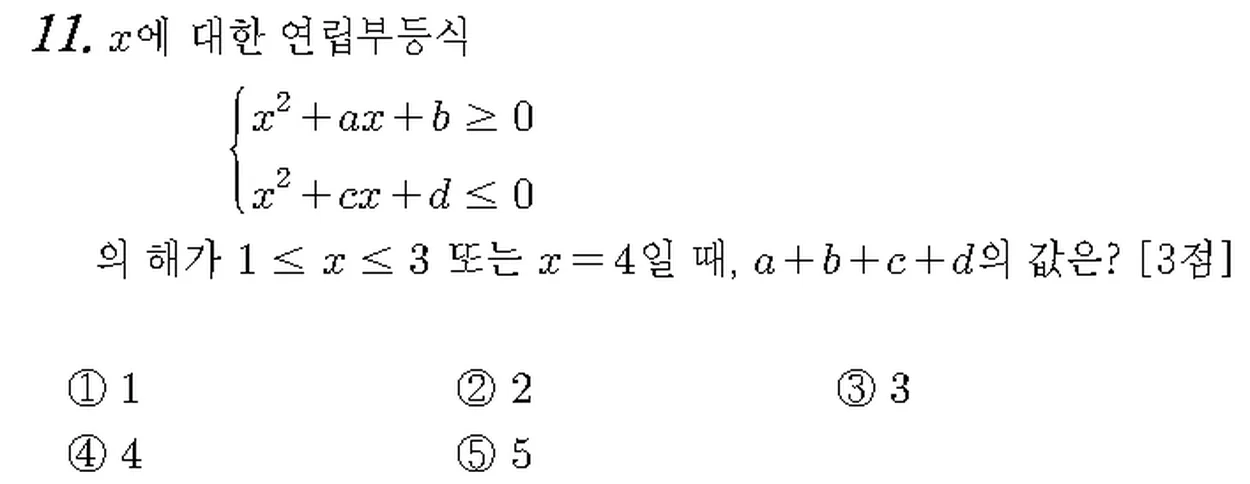 11. x에 대한 연립부등식
x² + ax + b ≥ 0
x² + cx + d ≤ 0
의 해가 1 ≤ x ≤ 3 또는 x = 4일 때, a + b + c + d의 값은? [3점]
① 1 ② 2 ③ 3
④ 4 ⑤ 5